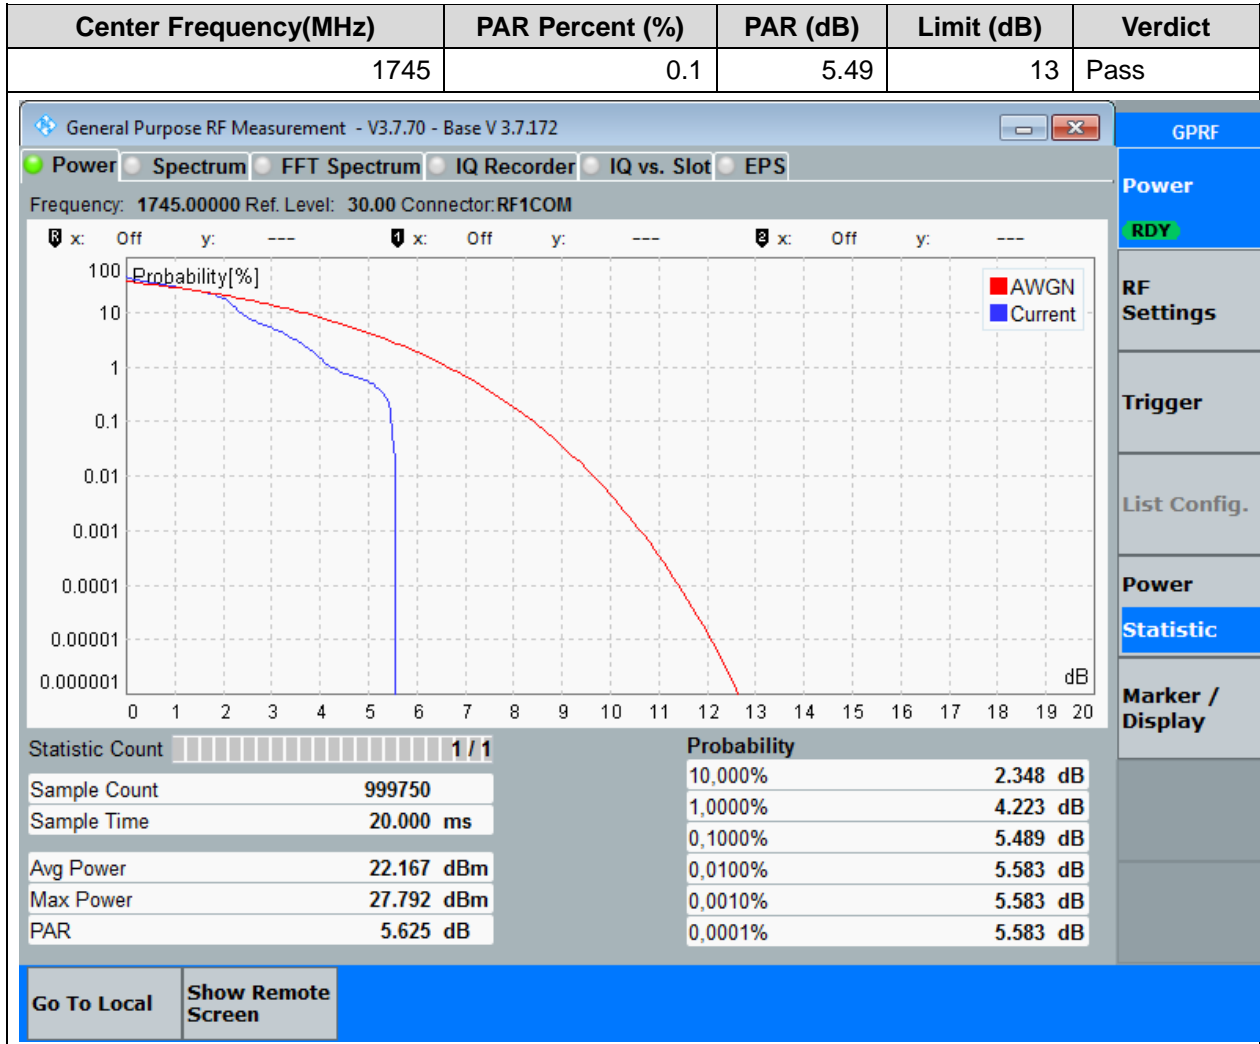 Center Frequency(MHz) PAR Percent (%) PAR (dB) Limit (dB) Verdict
1745 0.1 5.49 13 Pass
General Purpose RF Measurement - V3.7.70 - Base V 3.7.172
GPRF
Power Spectrum FFT Spectrum IQ Recorder IQ vs. Slot EPS
Frequency: 1745.00000 Ref. Level: 30.00 Connector: RF1COM
R x: Off y: --- 1 x: Off y: --- 2 x: Off y: ---
Probability[%]
AWGN
Current
100
10
1
0.1
0.01
0.001
0.0001
0.00001
0.000001
dB
0 1 2 3 4 5 6 7 8 9 10 11 12 13 14 15 16 17 18 19 20
Statistic Count 1 / 1
Sample Count 999750
Sample Time 20.000 ms
Avg Power 22.167 dBm
Max Power 27.792 dBm
PAR 5.625 dB
Probability
10,000% 2.348 dB
1,0000% 4.223 dB
0,1000% 5.489 dB
0,0100% 5.583 dB
0,0010% 5.583 dB
0,0001% 5.583 dB
Power
RDY
RF
Settings
Trigger
List Config.
Power
Statistic
Marker /
Display
Go To Local
Show Remote
Screen